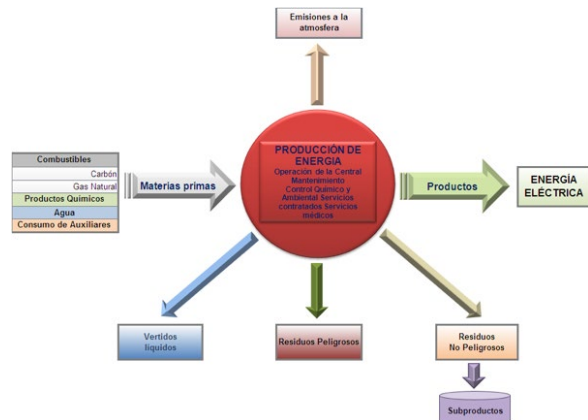 Emisiones a la
atmosfera
PRODUCCIÓN DE
ENERGIA
Operación de la Central
Mantenimiento
Control Químico y
Ambiental Servicios
contratados Servicios
médicos
Combustibles
Carbón
Gas Natural
Productos Químicos
Agua
Consumo de Auxiliares
Materias primas
Productos
ENERGÍA
ELÉCTRICA
Vertidos
líquidos
Residuos Peligrosos
Residuos
No Peligrosos
Subproductos